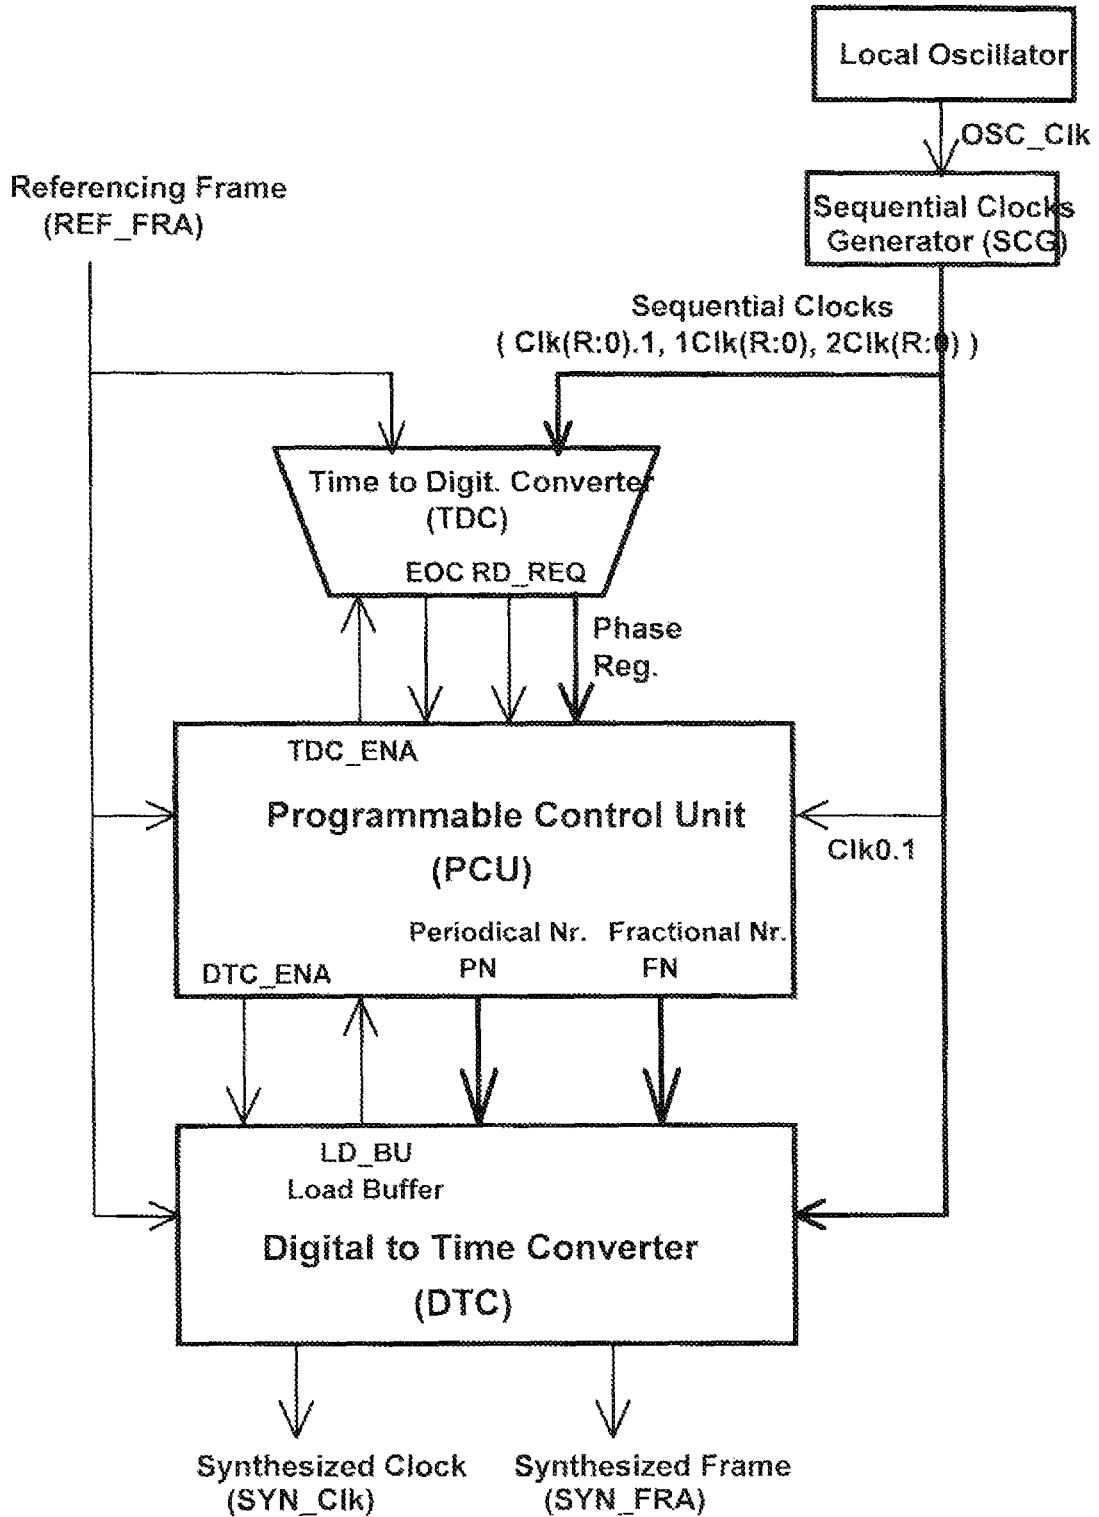 Local Oscillator
OSC_Clk
Referencing Frame
(REF_FRA)
Sequential Clocks
Generator (SCG)
Sequential Clocks
( Clk(R:0).1, 1Clk(R:0), 2Clk(R:0) )
Time to Digit. Converter
(TDC)
EOC RD_REQ
Phase
Reg.
TDC_ENA
Programmable Control Unit
(PCU)
Clk0.1
Periodical Nr. Fractional Nr.
DTC_ENA PN FN
LD_BU
Load Buffer
Digital to Time Converter
(DTC)
Synthesized Clock Synthesized Frame
(SYN_Clk) (SYN_FRA)